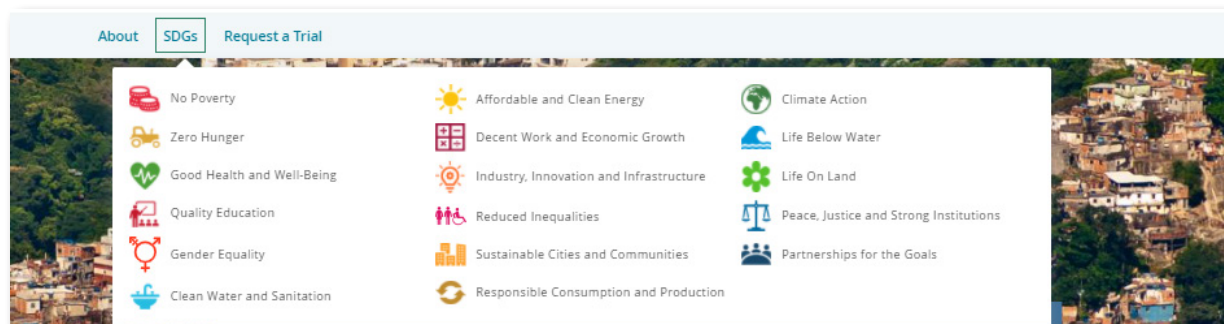 About SDGs Request a Trial
No Poverty
Zero Hunger
Good Health and Well-Being
Quality Education
Gender Equality
Clean Water and Sanitation
Affordable and Clean Energy
Decent Work and Economic Growth
Industry, Innovation and Infrastructure
Reduced Inequalities
Sustainable Cities and Communities
Responsible Consumption and Production
Climate Action
Life Below Water
Life On Land
Peace, Justice and Strong Institutions
Partnerships for the Goals